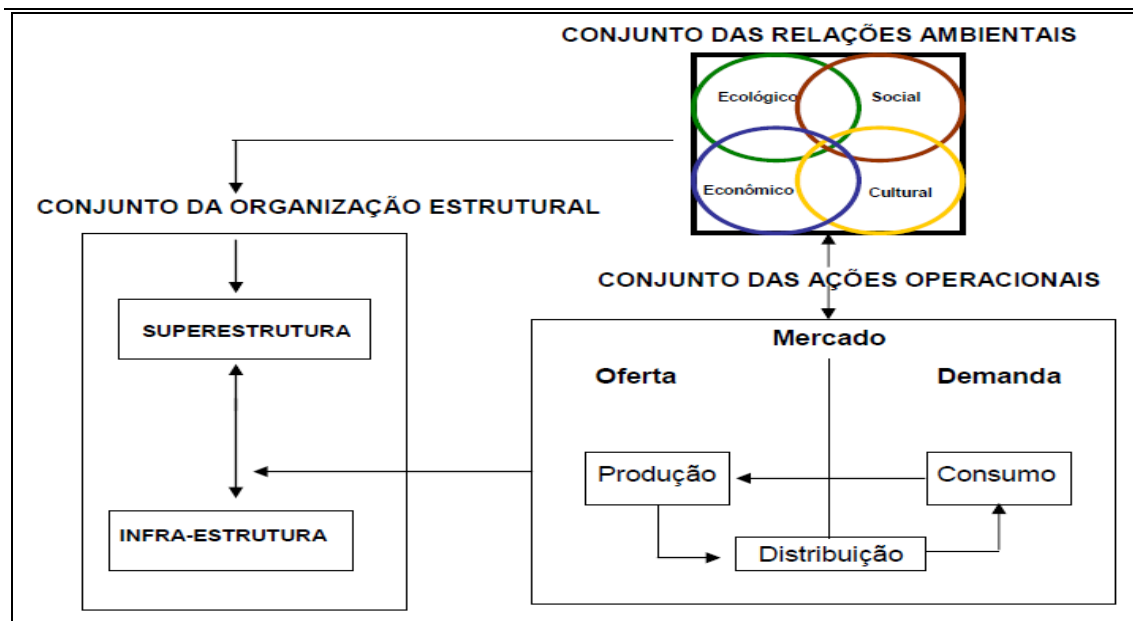 CONJUNTO DAS RELAÇÕES AMBIENTAIS
Ecológico
Social
Econômico
Cultural
CONJUNTO DA ORGANIZAÇÃO ESTRUTURAL
SUPERESTRUTURA
INFRA-ESTRUTURA
CONJUNTO DAS AÇÕES OPERACIONAIS
Mercado
Oferta
Demanda
Produção
Consumo
Distribuição